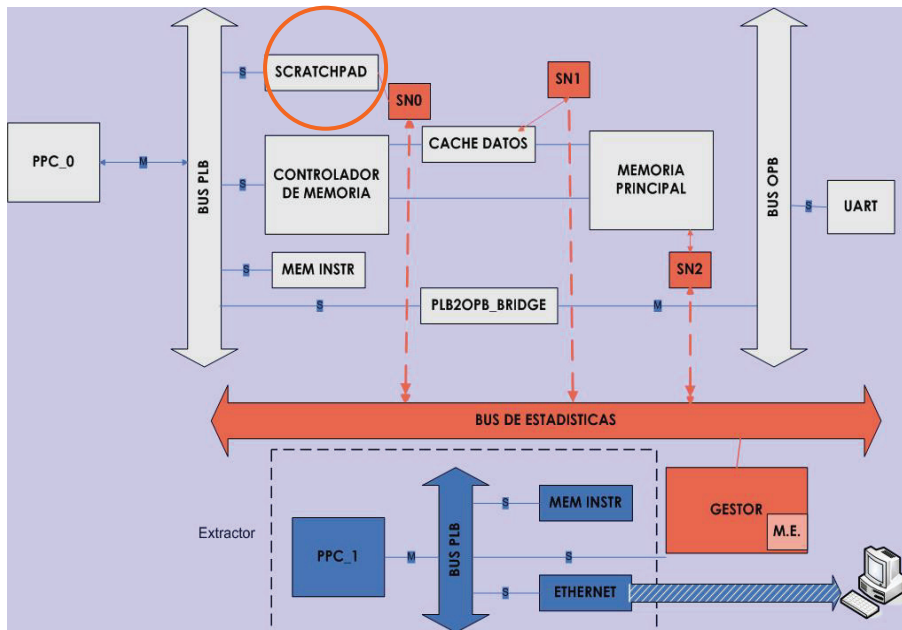 S
SCRATCHPAD
SN0
SN1
PPC_0
M
BUS PLB
S
CONTROLADOR
DE MEMORIA
CACHE DATOS
MEMORIA
PRINCIPAL
BUS OPB
S
UART
S
MEM INSTR
SN2
S
PLB2OPB_BRIDGE
M
BUS DE ESTADISTICAS
Extractor
PPC_1
M
BUS PLB
S
MEM INSTR
S
GESTOR
M.E.
S
ETHERNET